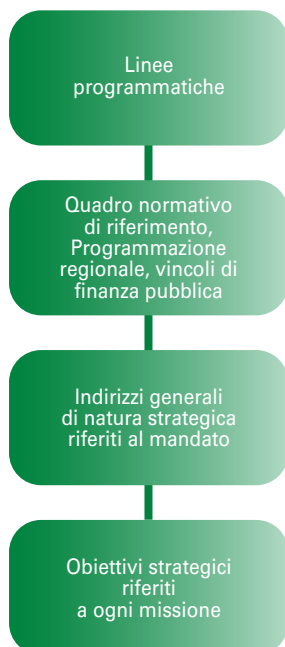 Linee
programmatiche
Quadro normativo
di riferimento,
Programmazione
regionale, vincoli di
finanza pubblica
Indirizzi generali
di natura strategica
riferiti al mandato
Obiettivi strategici
riferiti
a ogni missione